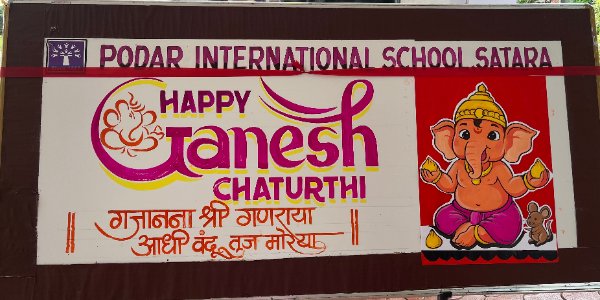 PODAR INTERNATIONAL SCHOOL, SATARA
HAPPY
Ganesh
CHATURTHI
|| गजानना श्री गणराया
आधी वंदू तुज मोरया ||